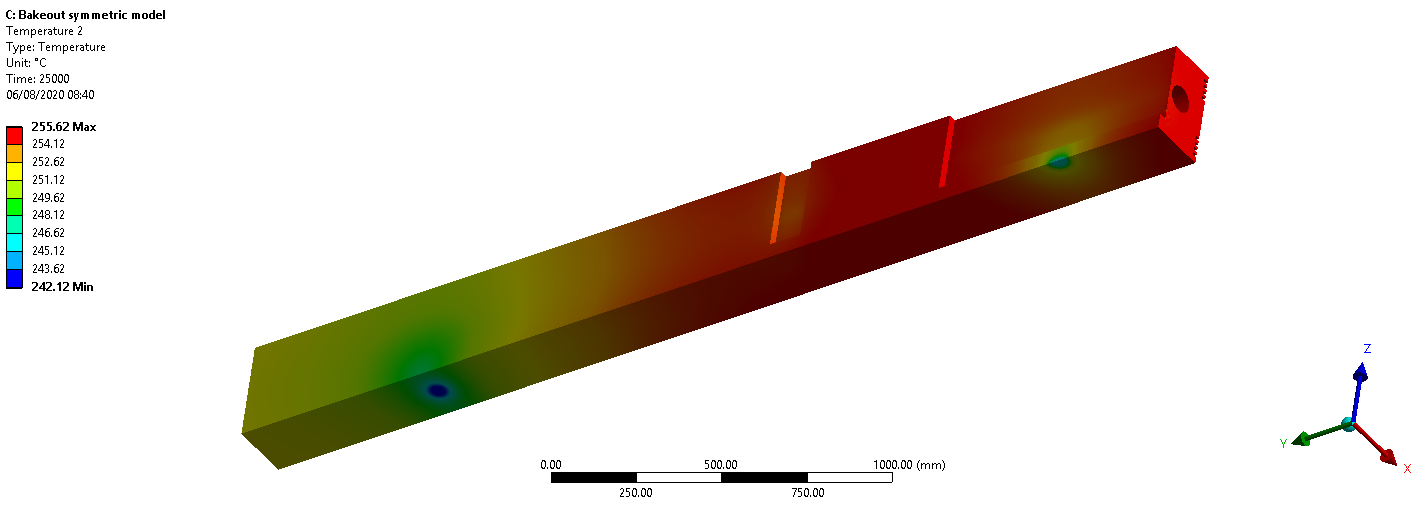 C: Bakeout symmetric model
Temperature 2
Type: Temperature
Unit: °C
Time: 25000
06/08/2020 08:40
255.62 Max
254.12
252.62
251.12
249.62
248.12
246.62
245.12
243.62
242.12 Min
0.00 500.00 1000.00 (mm)
250.00 750.00
Z
Y
X